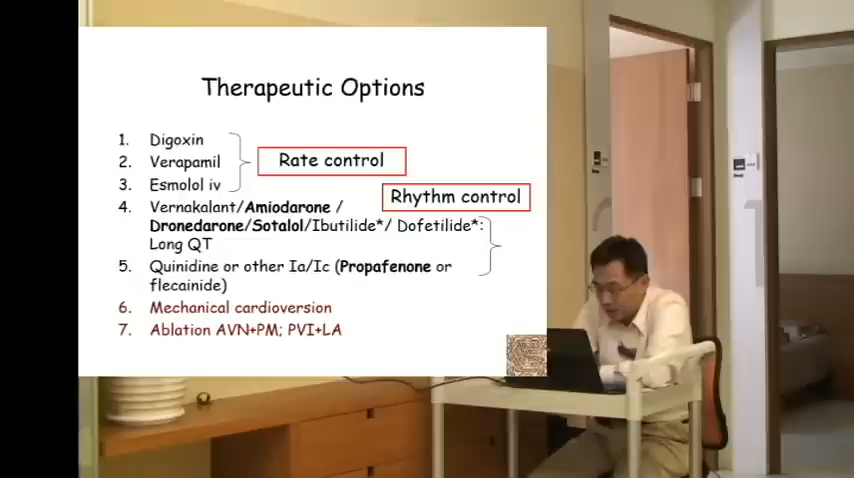 Therapeutic Options
1. Digoxin
2. Verapamil
3. Esmolol iv
Rate control
Rhythm control
4. Vernakalant/Amiodarone /
Dronedarone/Sotalol/Ibutilide*/ Dofetilide*:
Long QT
5. Quinidine or other Ia/Ic (Propafenone or
flecainide)
6. Mechanical cardioversion
7. Ablation AVN+PM; PVI+LA